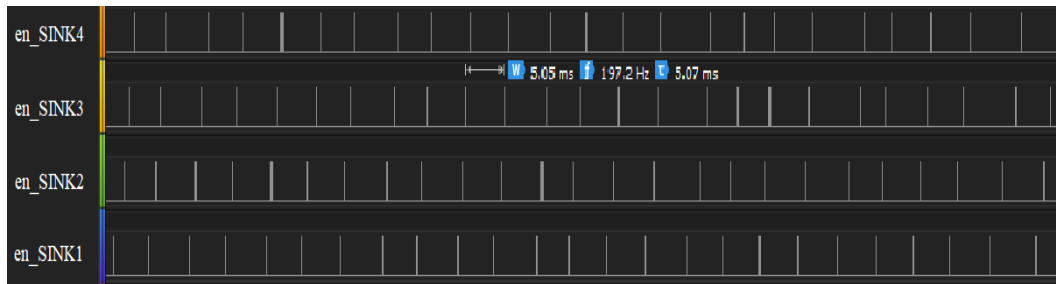 en_SINK4
W 5.05 ms f 197.2 Hz τ 5.07 ms
en_SINK3
en_SINK2
en_SINK1